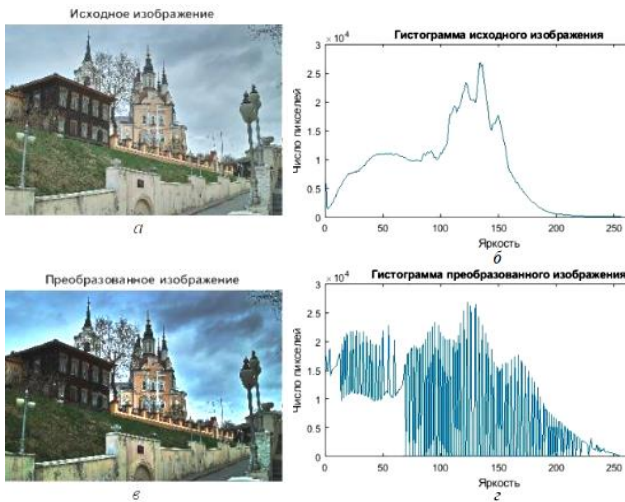 Исходное изображение
а
Гистограмма исходного изображения
× 10⁴
3
2.5
2
1.5
1
0.5
0
0
50
100
150
200
250
Число пикселей
Яркость
б
Преобразованное изображение
в
Гистограмма преобразованного изображения
× 10⁴
3
2.5
2
1.5
1
0.5
0
0
50
100
150
200
250
Число пикселей
Яркость
г